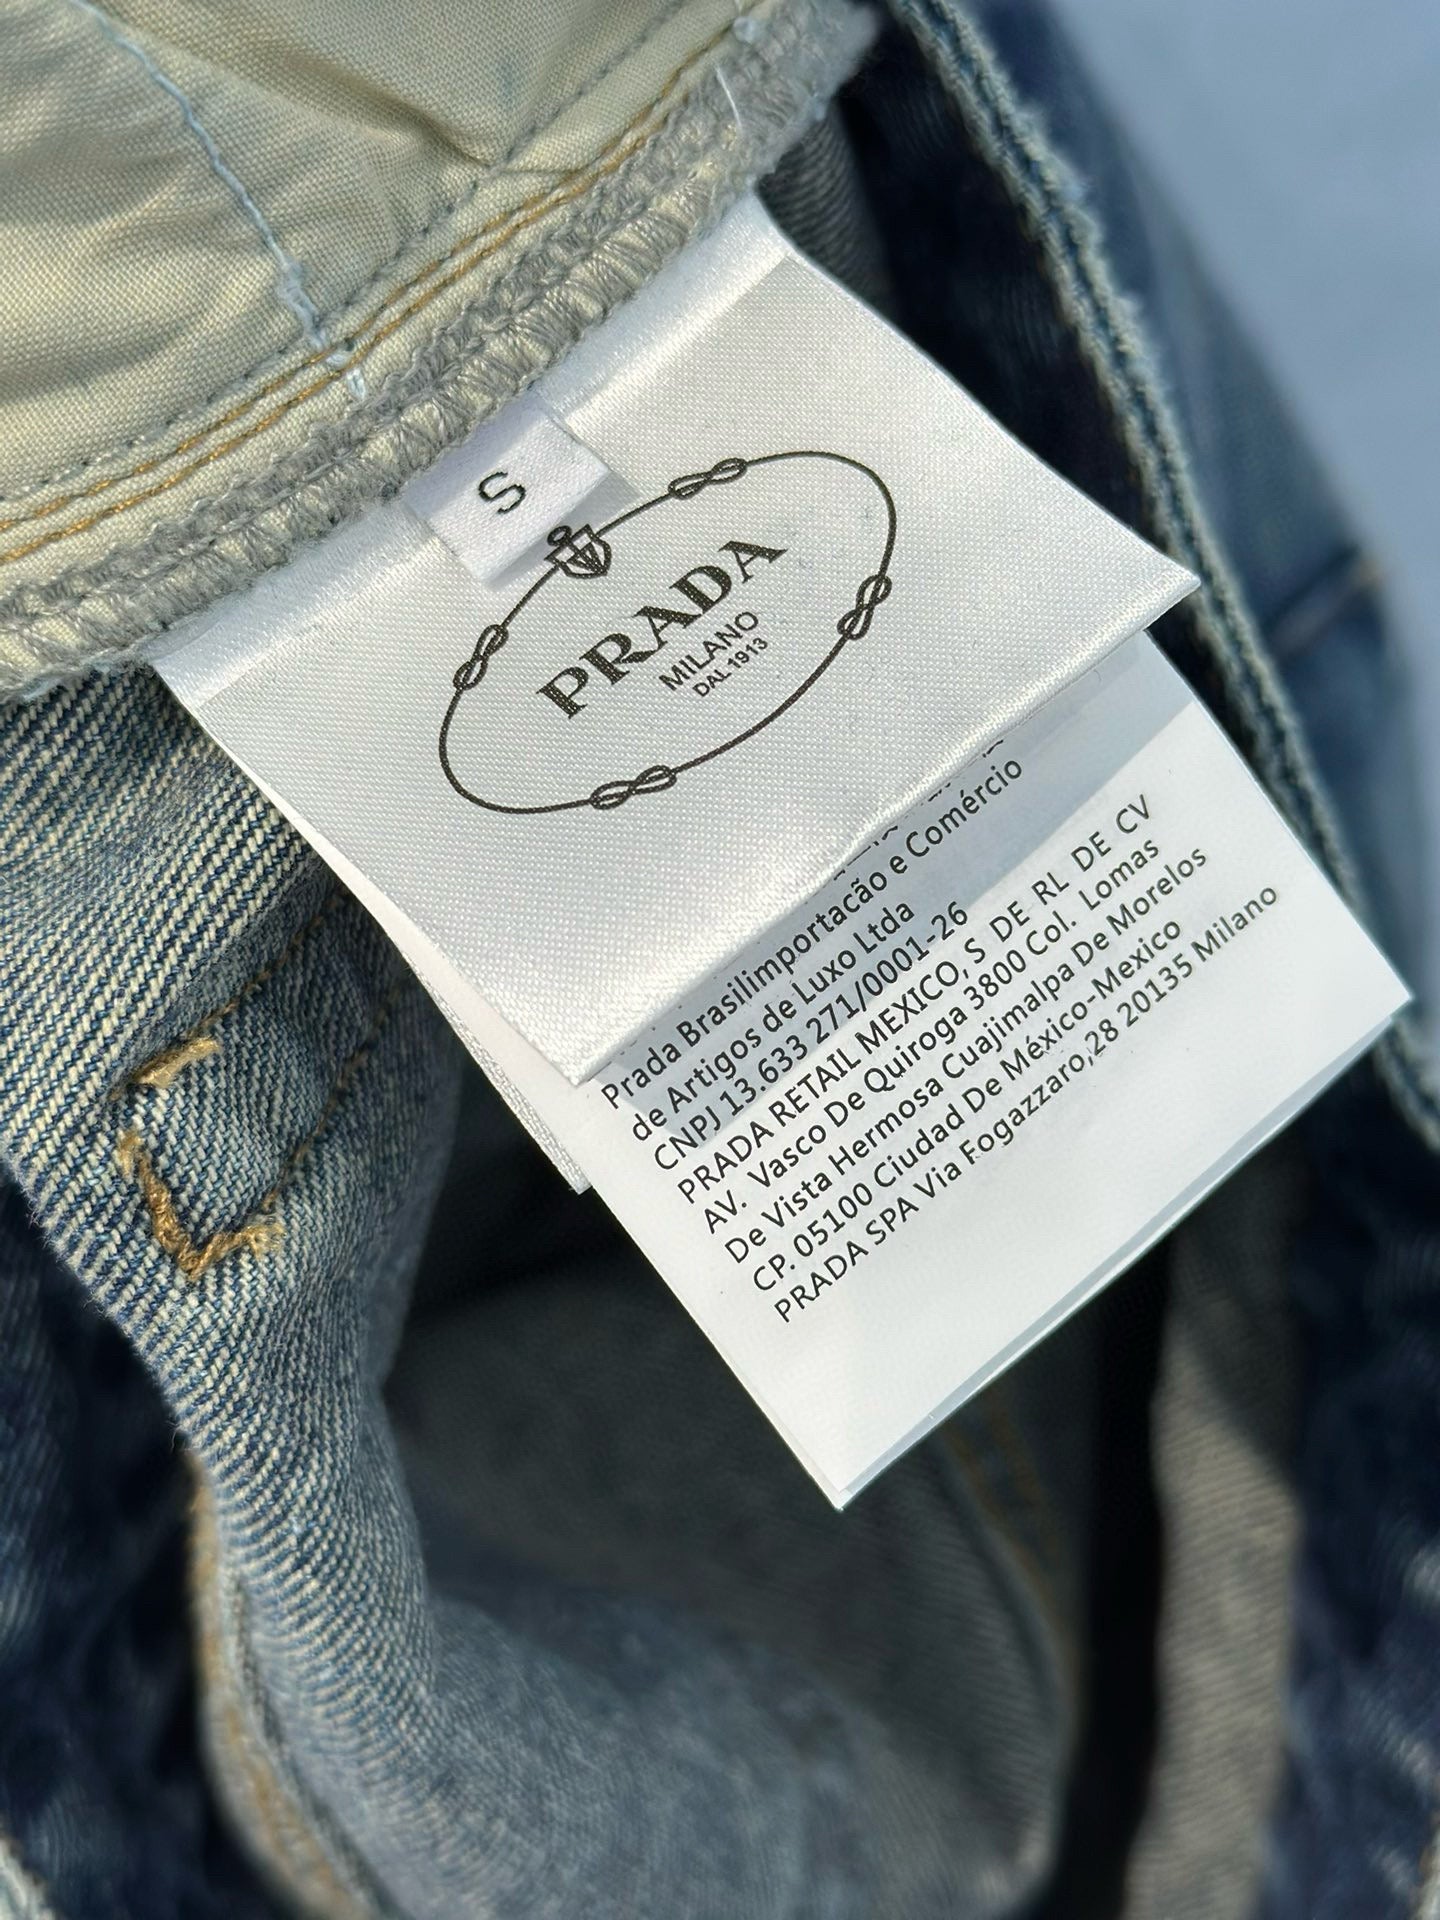 S
PRADA
MILANO
DAL 1913
Prada Brasilimportacão e Comércio
de Artigos de Luxo Ltda
CNPJ 13.633 271/0001-26
PRADA RETAIL MEXICO, S DE RL DE CV
AV. Vasco De Quiroga 3800 Col. Lomas
De Vista Hermosa Cuajimalpa De Morelos
CP. 05100 Ciudad De México-Mexico
PRADA SPA Via Fogazzaro,28 20135 Milano